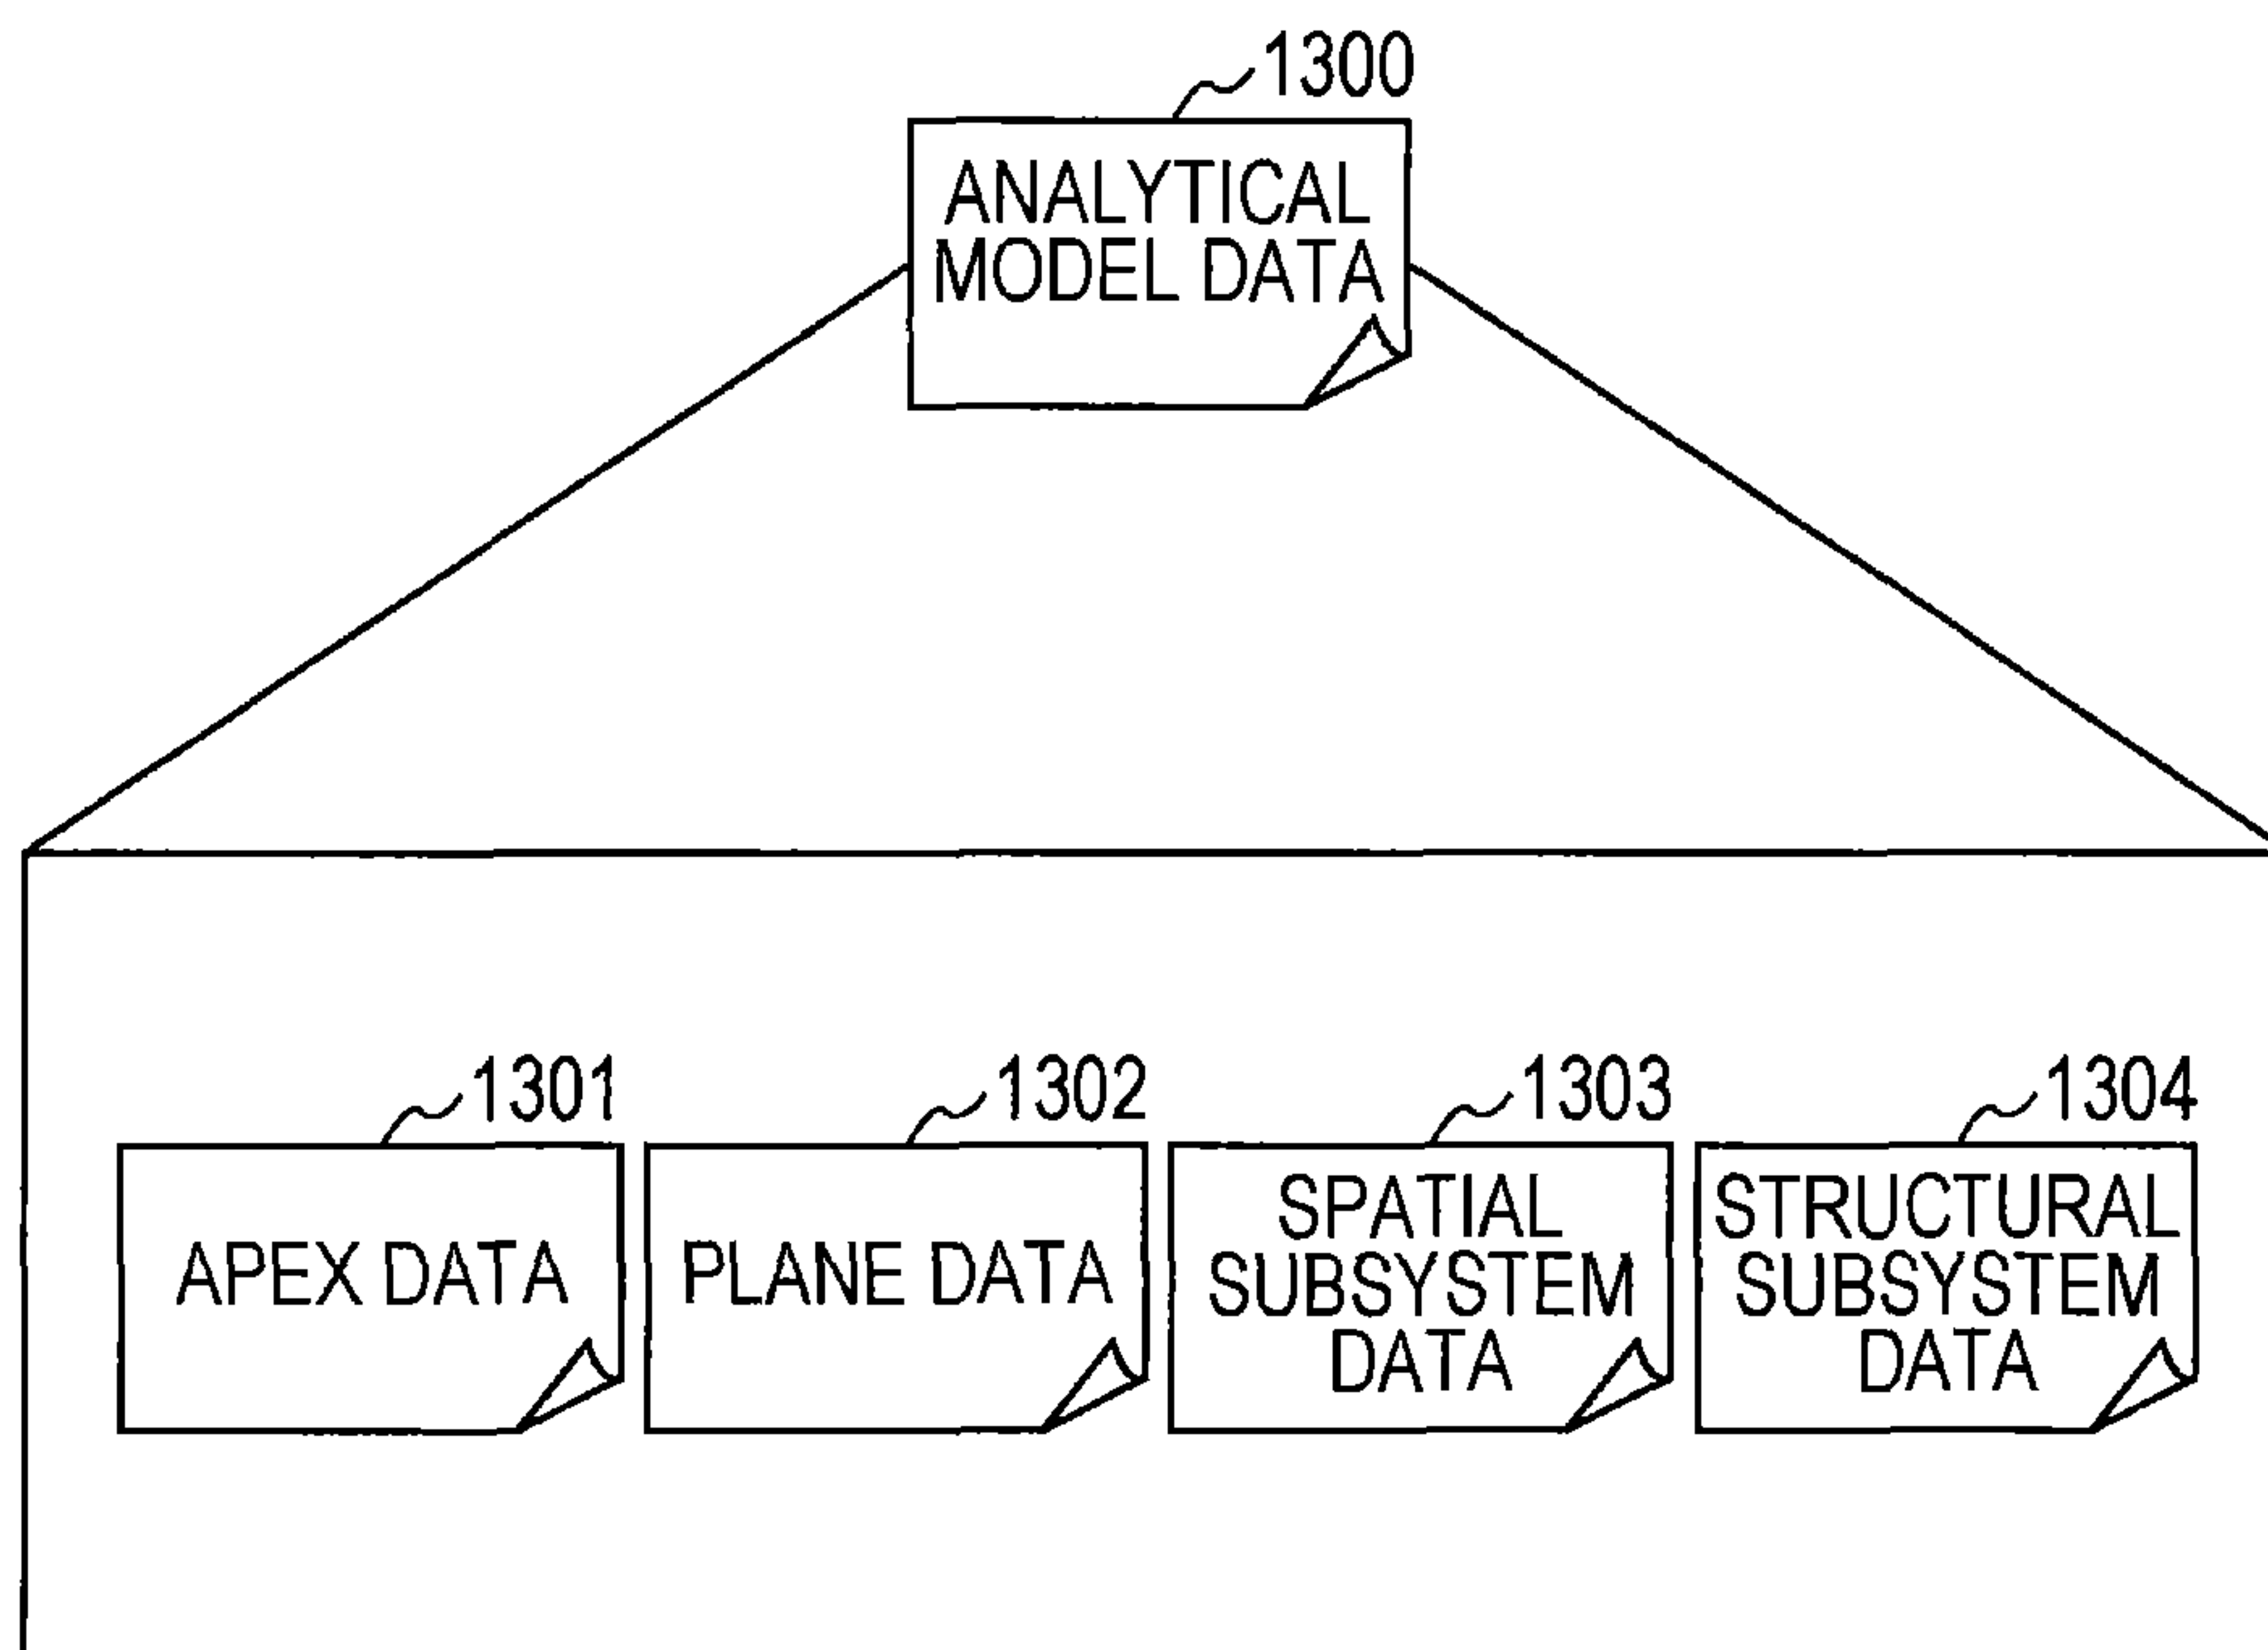 1300
ANALYTICAL
MODEL DATA
1301
1302
1303
1304
APEX DATA
PLANE DATA
SPATIAL
SUBSYSTEM
DATA
STRUCTURAL
SUBSYSTEM
DATA